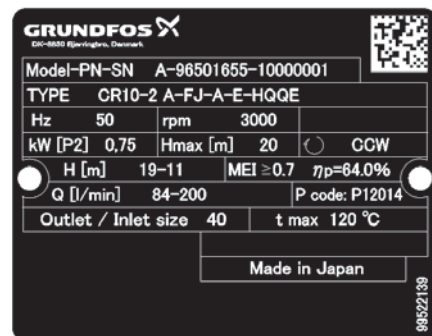 GRUNDFOS
DK-8850 Bjerringbro, Danmark
Model-PN-SN A-96501655-10000001
TYPE CR10-2 A-FJ-A-E-HQQE
Hz 50 rpm 3000
kW [P2] 0,75 Hmax [m] 20 CCW
H [m] 19-11 MEI ≥0.7 ηp=64.0%
Q [l/min] 84-200 P code: P12014
Outlet / Inlet size 40 t max 120 ℃
Made in Japan
99522139